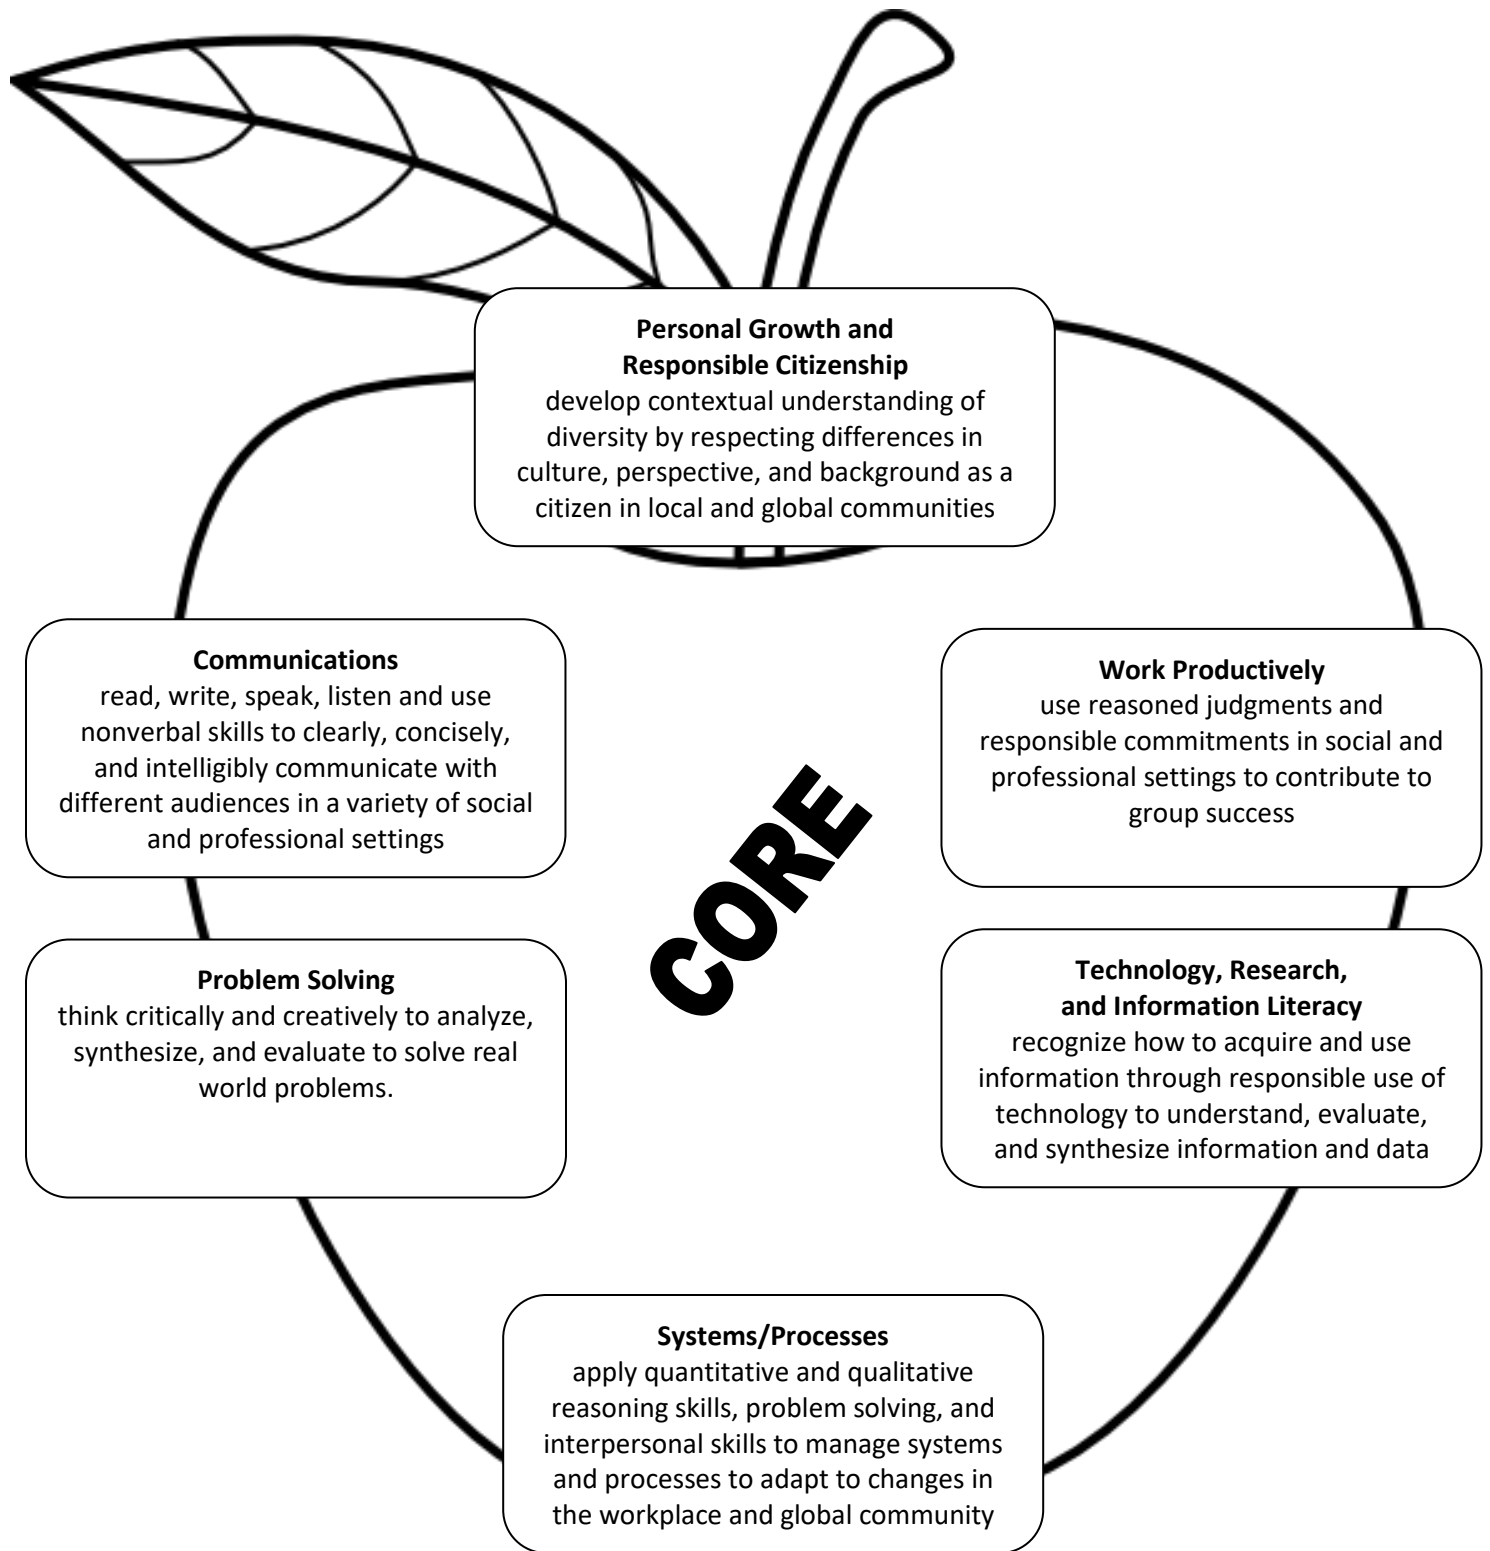 Personal Growth and
Responsible Citizenship
develop contextual understanding of
diversity by respecting differences in
culture, perspective, and background as a
citizen in local and global communities
Communications
read, write, speak, listen and use
nonverbal skills to clearly, concisely,
and intelligibly communicate with
different audiences in a variety of social
and professional settings
Work Productively
use reasoned judgments and
responsible commitments in social and
professional settings to contribute to
group success
CORE
Problem Solving
think critically and creatively to analyze,
synthesize, and evaluate to solve real
world problems.
Technology, Research,
and Information Literacy
recognize how to acquire and use
information through responsible use of
technology to understand, evaluate,
and synthesize information and data
Systems/Processes
apply quantitative and qualitative
reasoning skills, problem solving, and
interpersonal skills to manage systems
and processes to adapt to changes in
the workplace and global community